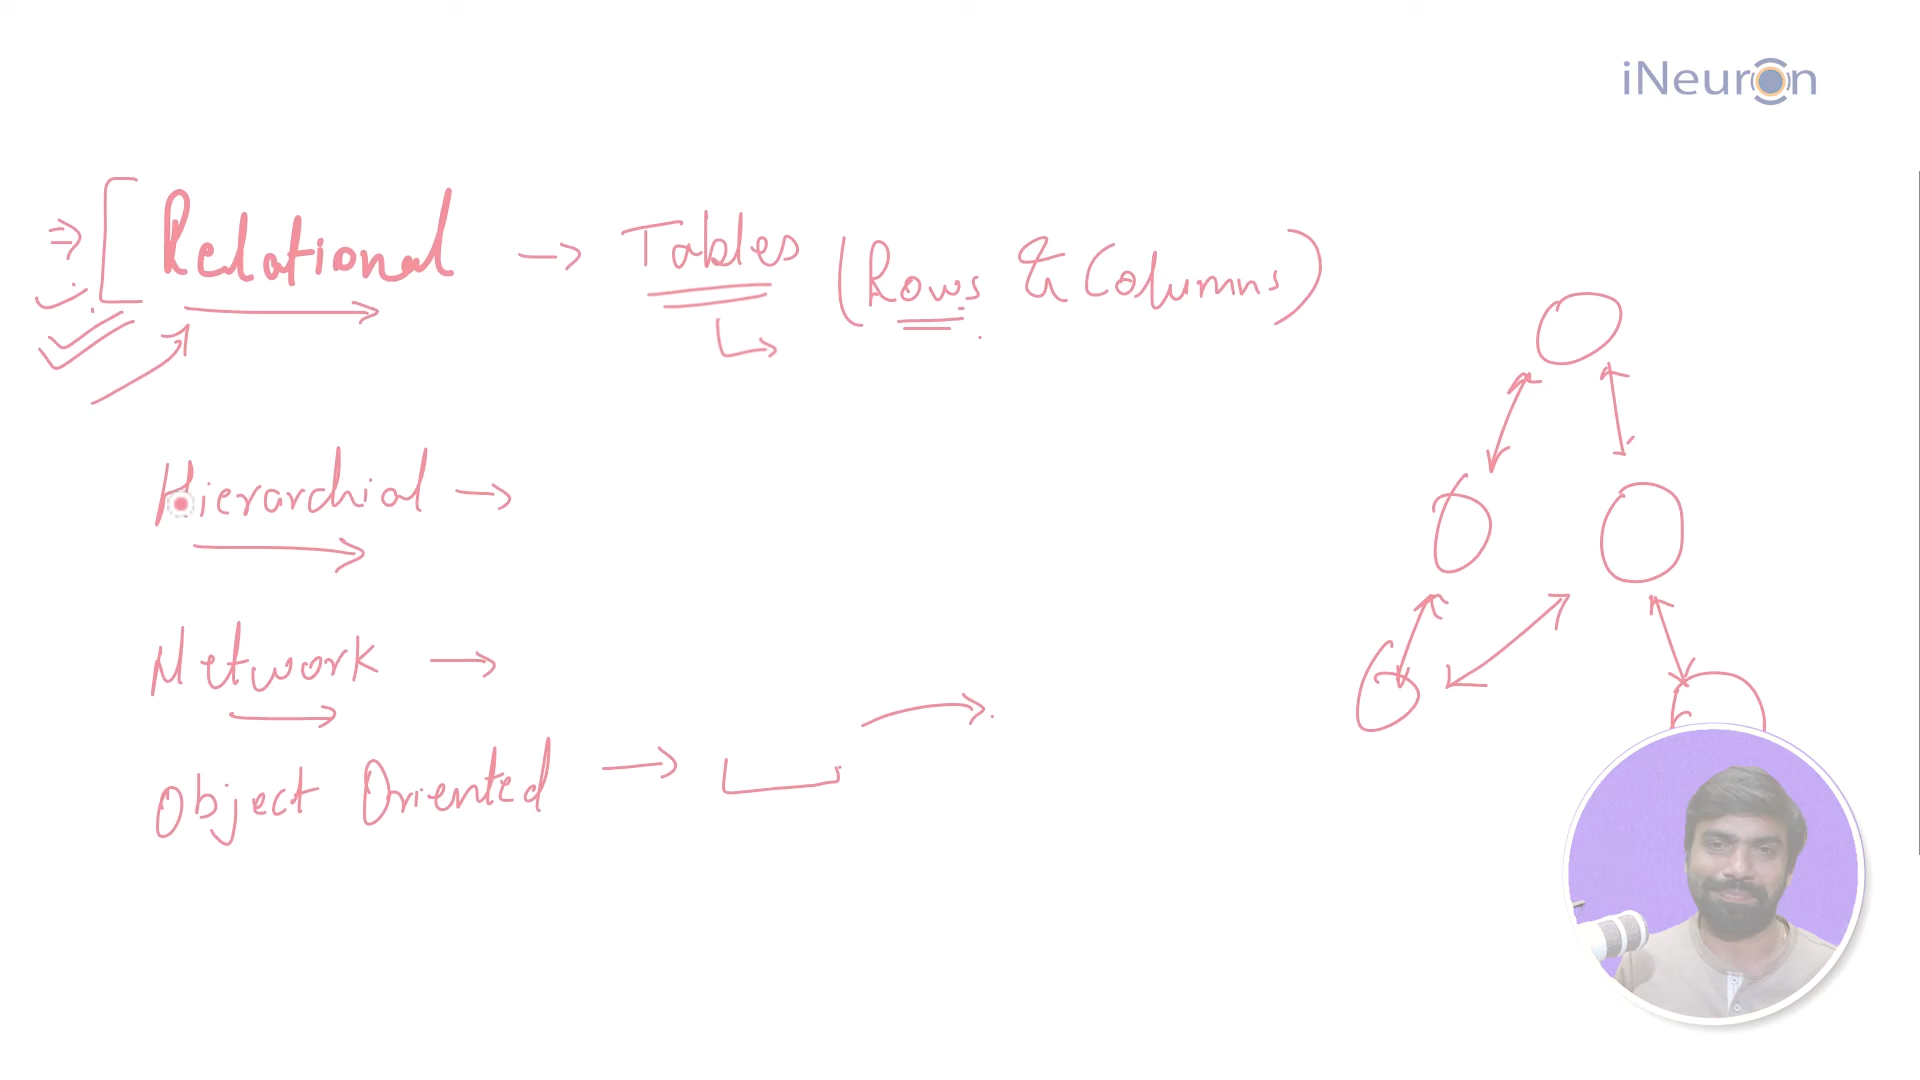 iNeuron
Relational → Tables (Rows & Columns)
Hierarchial →
Network →
Object Oriented →